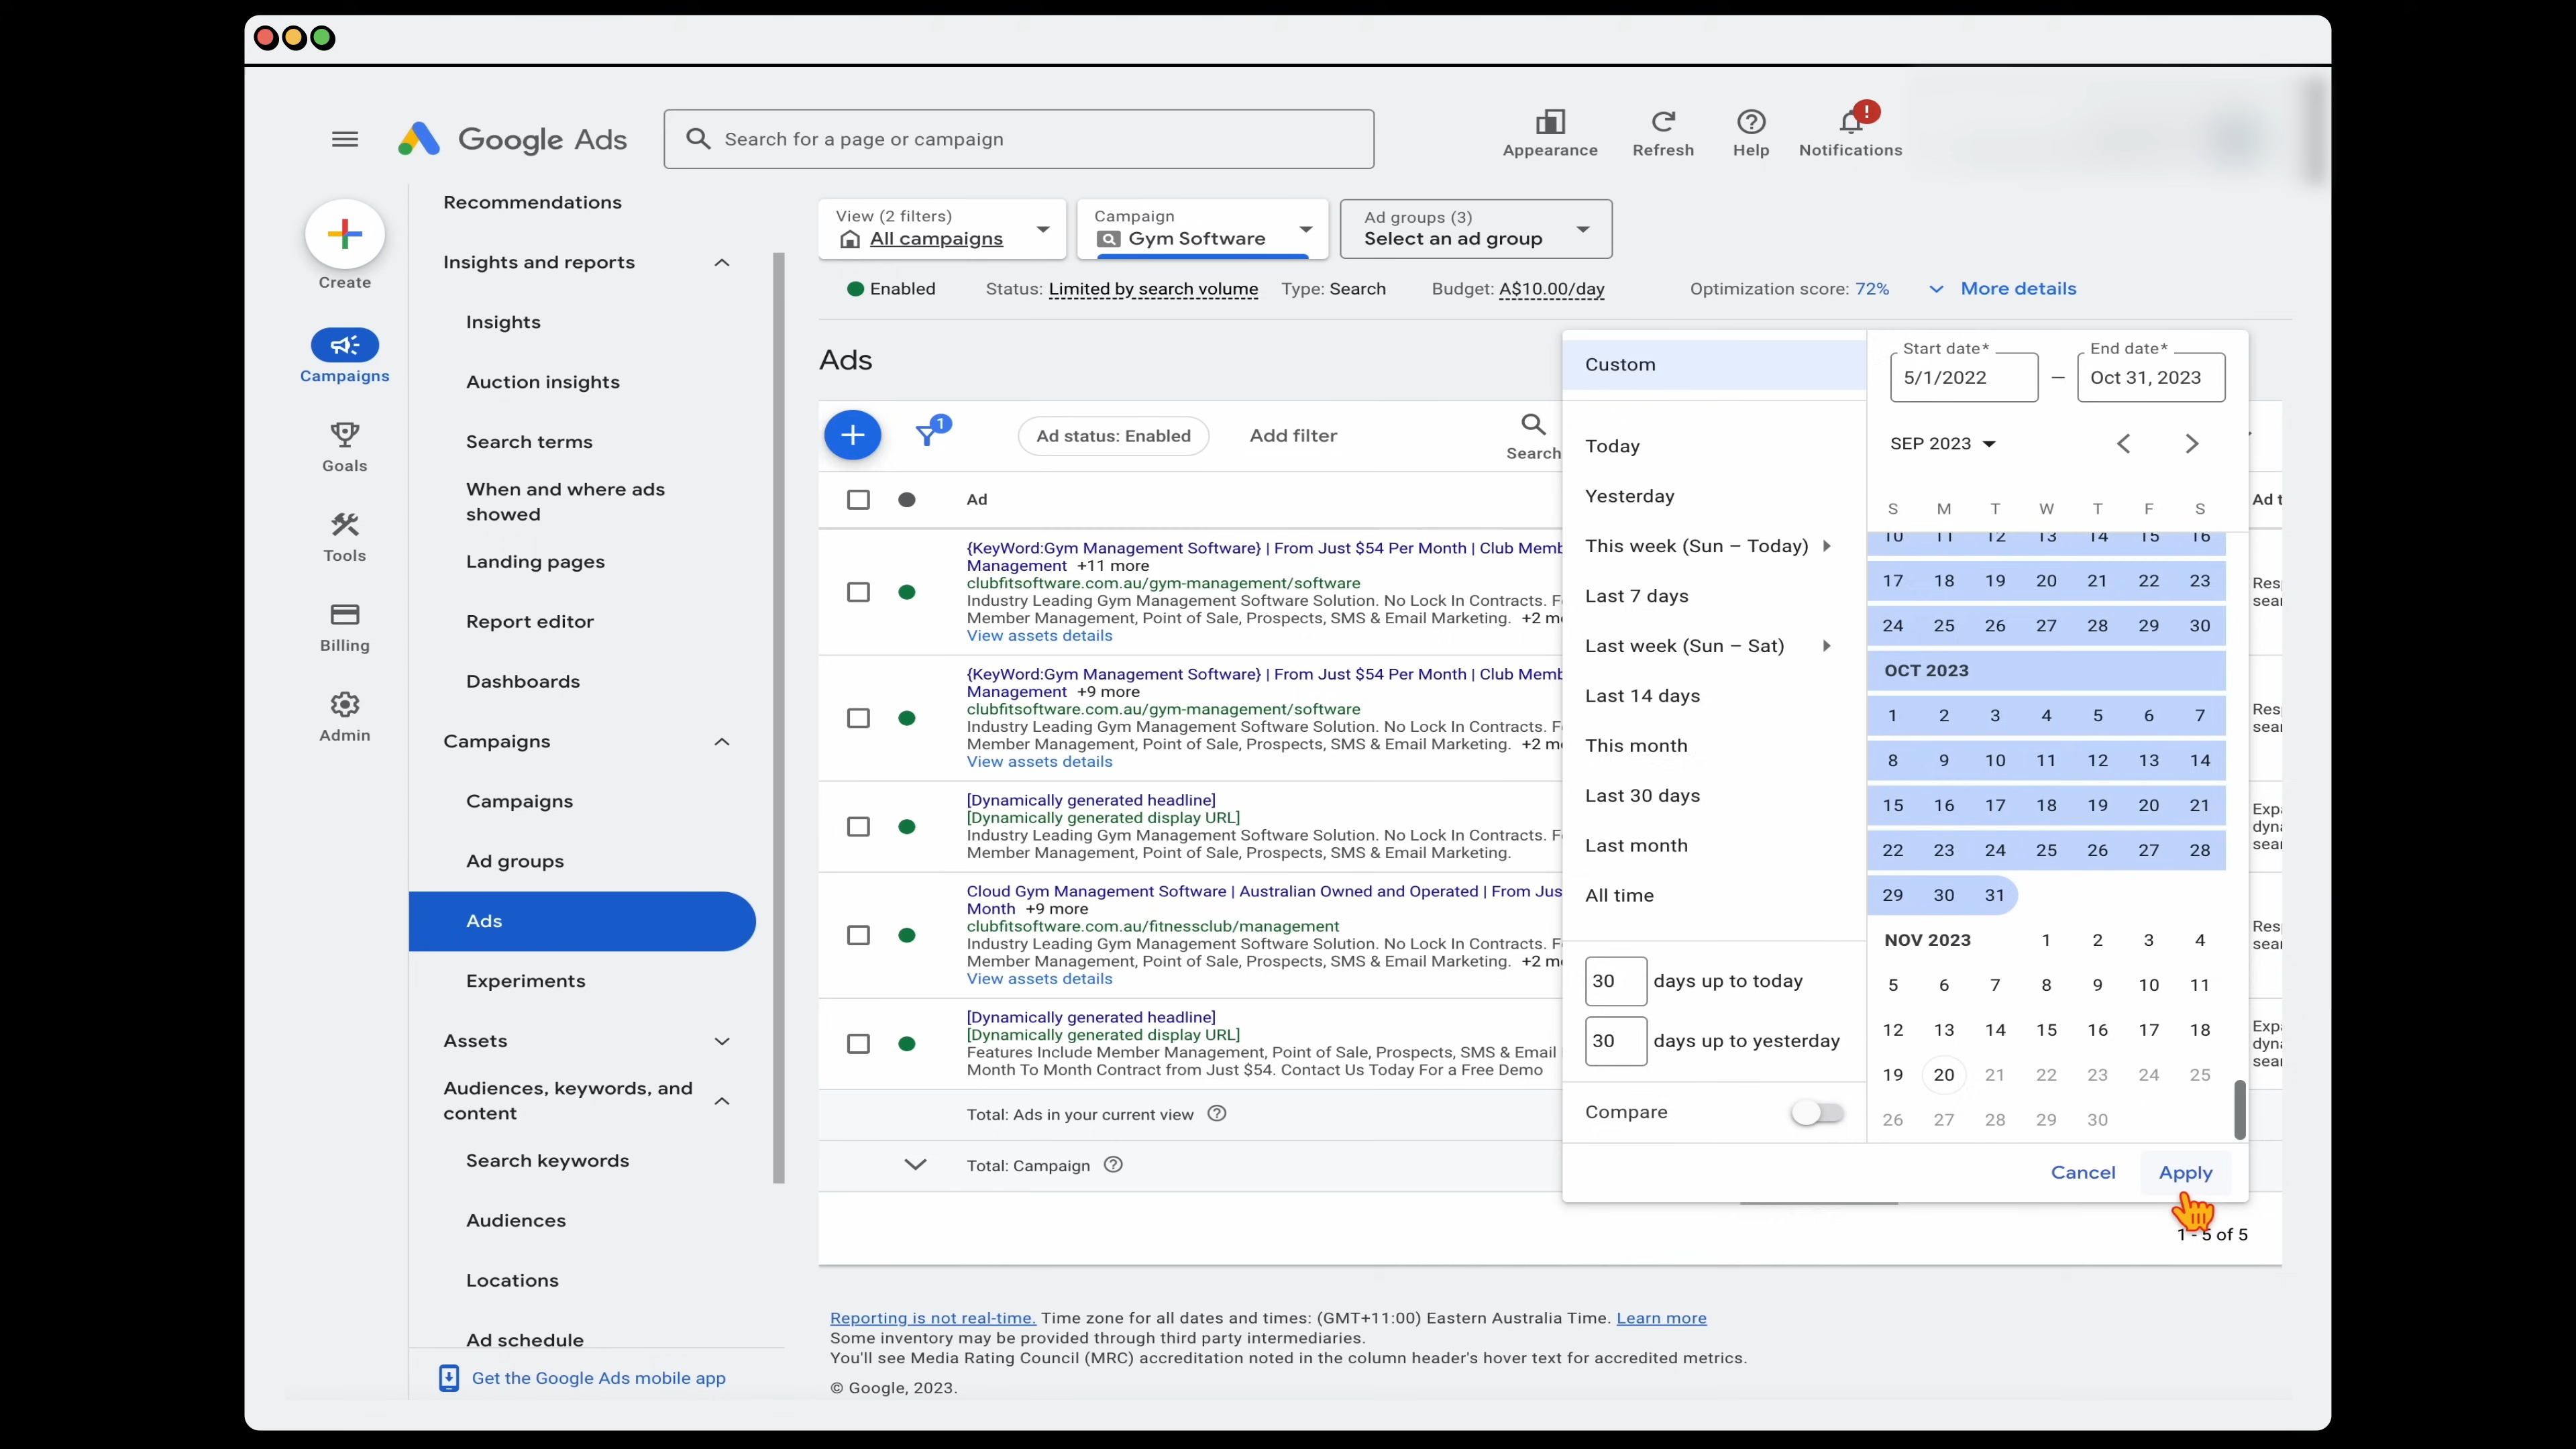 Google Ads
Search for a page or campaign
Appearance
Refresh
Help
!
Notifications
Create
Campaigns
Goals
Tools
Billing
Admin
Recommendations
Insights and reports
Insights
Auction insights
Search terms
When and where ads
showed
Landing pages
Report editor
Dashboards
Campaigns
Campaigns
Ad groups
Ads
Experiments
Assets
Audiences, keywords, and
content
Search keywords
Audiences
Locations
Ad schedule
Get the Google Ads mobile app
View (2 filters)
All campaigns
Campaign
Gym Software
Ad groups (3)
Select an ad group
Enabled
Status: Limited by search volume
Type: Search
Budget: A$10.00/day
Optimization score: 72%
More details
Ads
1
Ad status: Enabled
Add filter
Search
Ad
Ad t
{KeyWord:Gym Management Software} | From Just $54 Per Month | Club Memb
Management +11 more
clubfitsoftware.com.au/gym-management/software
Industry Leading Gym Management Software Solution. No Lock In Contracts. F
Member Management, Point of Sale, Prospects, SMS & Email Marketing. +2 m
View assets details
Res
sear
{KeyWord:Gym Management Software} | From Just $54 Per Month | Club Memb
Management +9 more
clubfitsoftware.com.au/gym-management/software
Industry Leading Gym Management Software Solution. No Lock In Contracts. F
Member Management, Point of Sale, Prospects, SMS & Email Marketing. +2 m
View assets details
Res
sear
[Dynamically generated headline]
[Dynamically generated display URL]
Industry Leading Gym Management Software Solution. No Lock In Contracts. F
Member Management, Point of Sale, Prospects, SMS & Email Marketing.
Expa
dyna
sear
Cloud Gym Management Software | Australian Owned and Operated | From Jus
Month +9 more
clubfitsoftware.com.au/fitnessclub/management
Industry Leading Gym Management Software Solution. No Lock In Contracts. F
Member Management, Point of Sale, Prospects, SMS & Email Marketing. +2 m
View assets details
Res
sear
[Dynamically generated headline]
[Dynamically generated display URL]
Features Include Member Management, Point of Sale, Prospects, SMS & Email
Month To Month Contract from Just $54. Contact Us Today For a Free Demo
Expa
dyna
sear
Total: Ads in your current view
Total: Campaign
1 - 5 of 5
Custom
Today
Yesterday
This week (Sun – Today)
Last 7 days
Last week (Sun – Sat)
Last 14 days
This month
Last 30 days
Last month
All time
30 days up to today
30 days up to yesterday
Compare
Start date*
5/1/2022
–
End date*
Oct 31, 2023
SEP 2023
S M T W T F S
10 11 12 13 14 15 16
17 18 19 20 21 22 23
24 25 26 27 28 29 30
OCT 2023
1 2 3 4 5 6 7
8 9 10 11 12 13 14
15 16 17 18 19 20 21
22 23 24 25 26 27 28
29 30 31
NOV 2023 1 2 3 4
5 6 7 8 9 10 11
12 13 14 15 16 17 18
19 20 21 22 23 24 25
26 27 28 29 30
Cancel
Apply
Reporting is not real-time. Time zone for all dates and times: (GMT+11:00) Eastern Australia Time. Learn more
Some inventory may be provided through third party intermediaries.
You'll see Media Rating Council (MRC) accreditation noted in the column header's hover text for accredited metrics.
© Google, 2023.